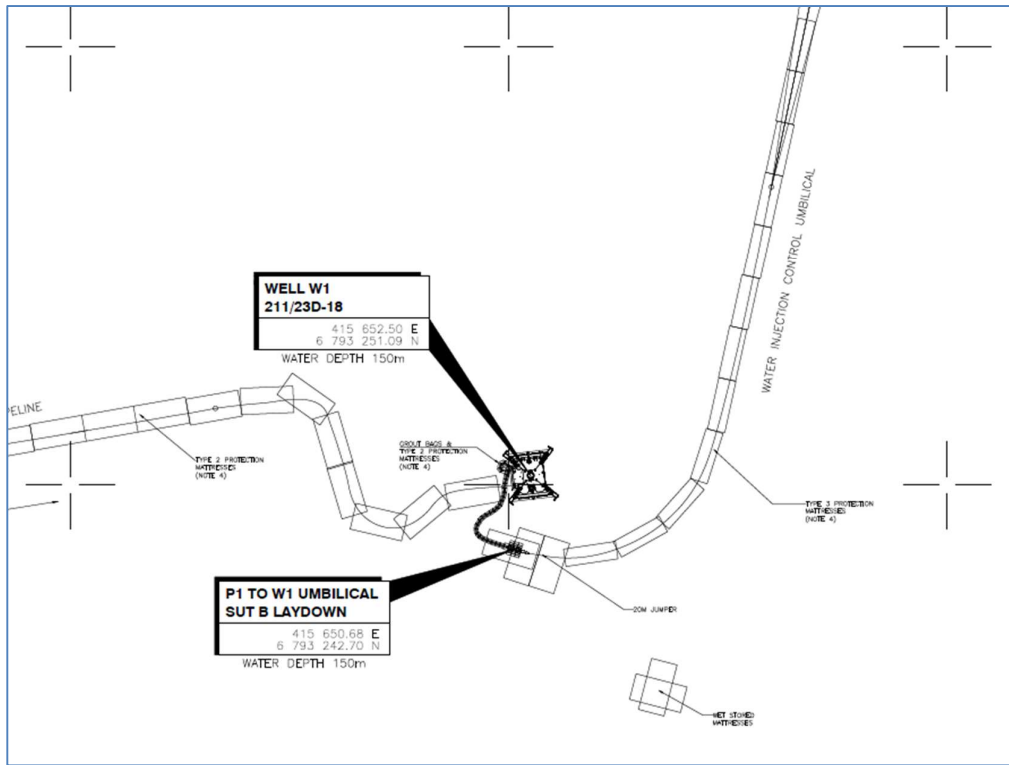 WATER INJECTION CONTROL UMBILICAL
WELL W1
211/23D-18
415 652.50 E
6 793 251.09 N
WATER DEPTH 150m
PELINE
TYPE 2 PROTECTION
MATTRESSES
(NOTE 4)
GROUT BAGS &
TYPE 2 PROTECTION
MATTRESSES
(NOTE 4)
TYPE 3 PROTECTION
MATTRESSES
(NOTE 4)
P1 TO W1 UMBILICAL
SUT B LAYDOWN
415 650.68 E
6 793 242.70 N
WATER DEPTH 150m
20M JUMPER
WET STORED
MATTRESSES